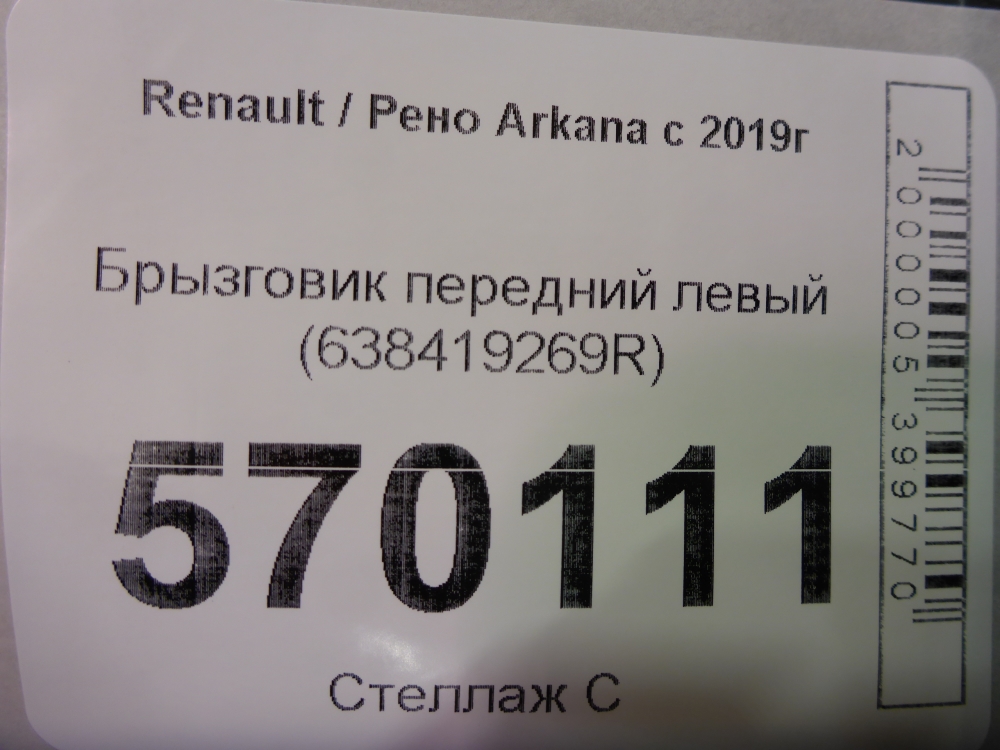 Renault / Рено Arkana с 2019г
Брызговик передний левый
(638419269R)
570111
Стеллаж С
2000005399770